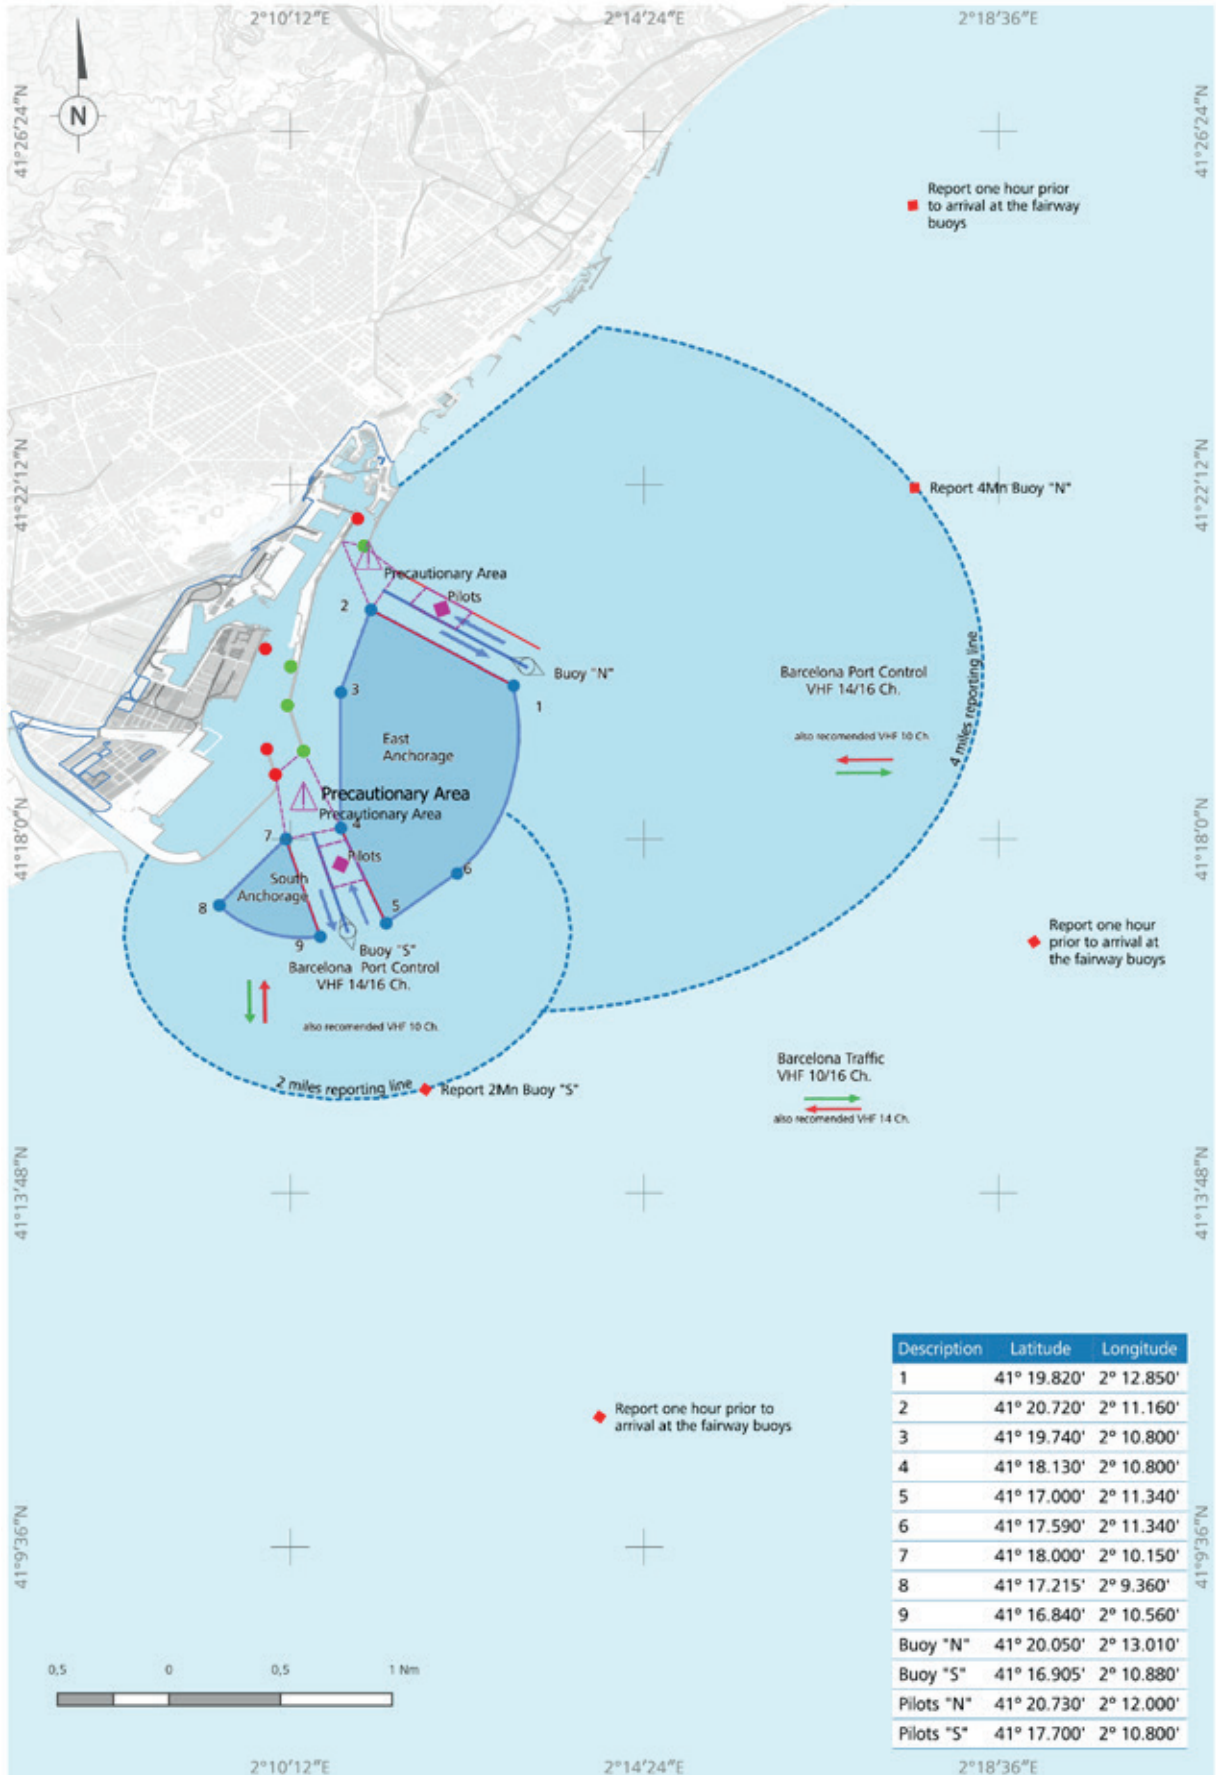 2°10'12"E
2°14'24"E
2°18'36"E
N
41°26'24"N
41°26'24"N
Report one hour prior
to arrival at the fairway
buoys
41°22'12"N
41°22'12"N
Report 4Mn Buoy "N"
Precautionary Area
Pilots
2
Buoy "N"
1
3
4 miles reporting line
Barcelona Port Control
VHF 14/16 Ch.
also recomended VHF 10 Ch.
East
Anchorage
Precautionary Area
Precautionary Area
4
41°18'0"N
41°18'0"N
7
Pilots
6
South
Anchorage
8
5
9
Buoy "S"
Barcelona Port Control
VHF 14/16 Ch.
also recomended VHF 10 Ch.
Report one hour
prior to arrival at
the fairway buoys
2 miles reporting line
Report 2Mn Buoy "S"
Barcelona Traffic
VHF 10/16 Ch.
also recomended VHF 14 Ch.
41°13'48"N
41°13'48"N
Report one hour prior to
arrival at the fairway buoys
41°9'36"N
41°9'36"N
Description Latitude Longitude
1 41° 19.820' 2° 12.850'
2 41° 20.720' 2° 11.160'
3 41° 19.740' 2° 10.800'
4 41° 18.130' 2° 10.800'
5 41° 17.000' 2° 11.340'
6 41° 17.590' 2° 11.340'
7 41° 18.000' 2° 10.150'
8 41° 17.215' 2° 9.360'
9 41° 16.840' 2° 10.560'
Buoy "N" 41° 20.050' 2° 13.010'
Buoy "S" 41° 16.905' 2° 10.880'
Pilots "N" 41° 20.730' 2° 12.000'
Pilots "S" 41° 17.700' 2° 10.800'
0,5 0 0,5 1 Nm
2°10'12"E
2°14'24"E
2°18'36"E